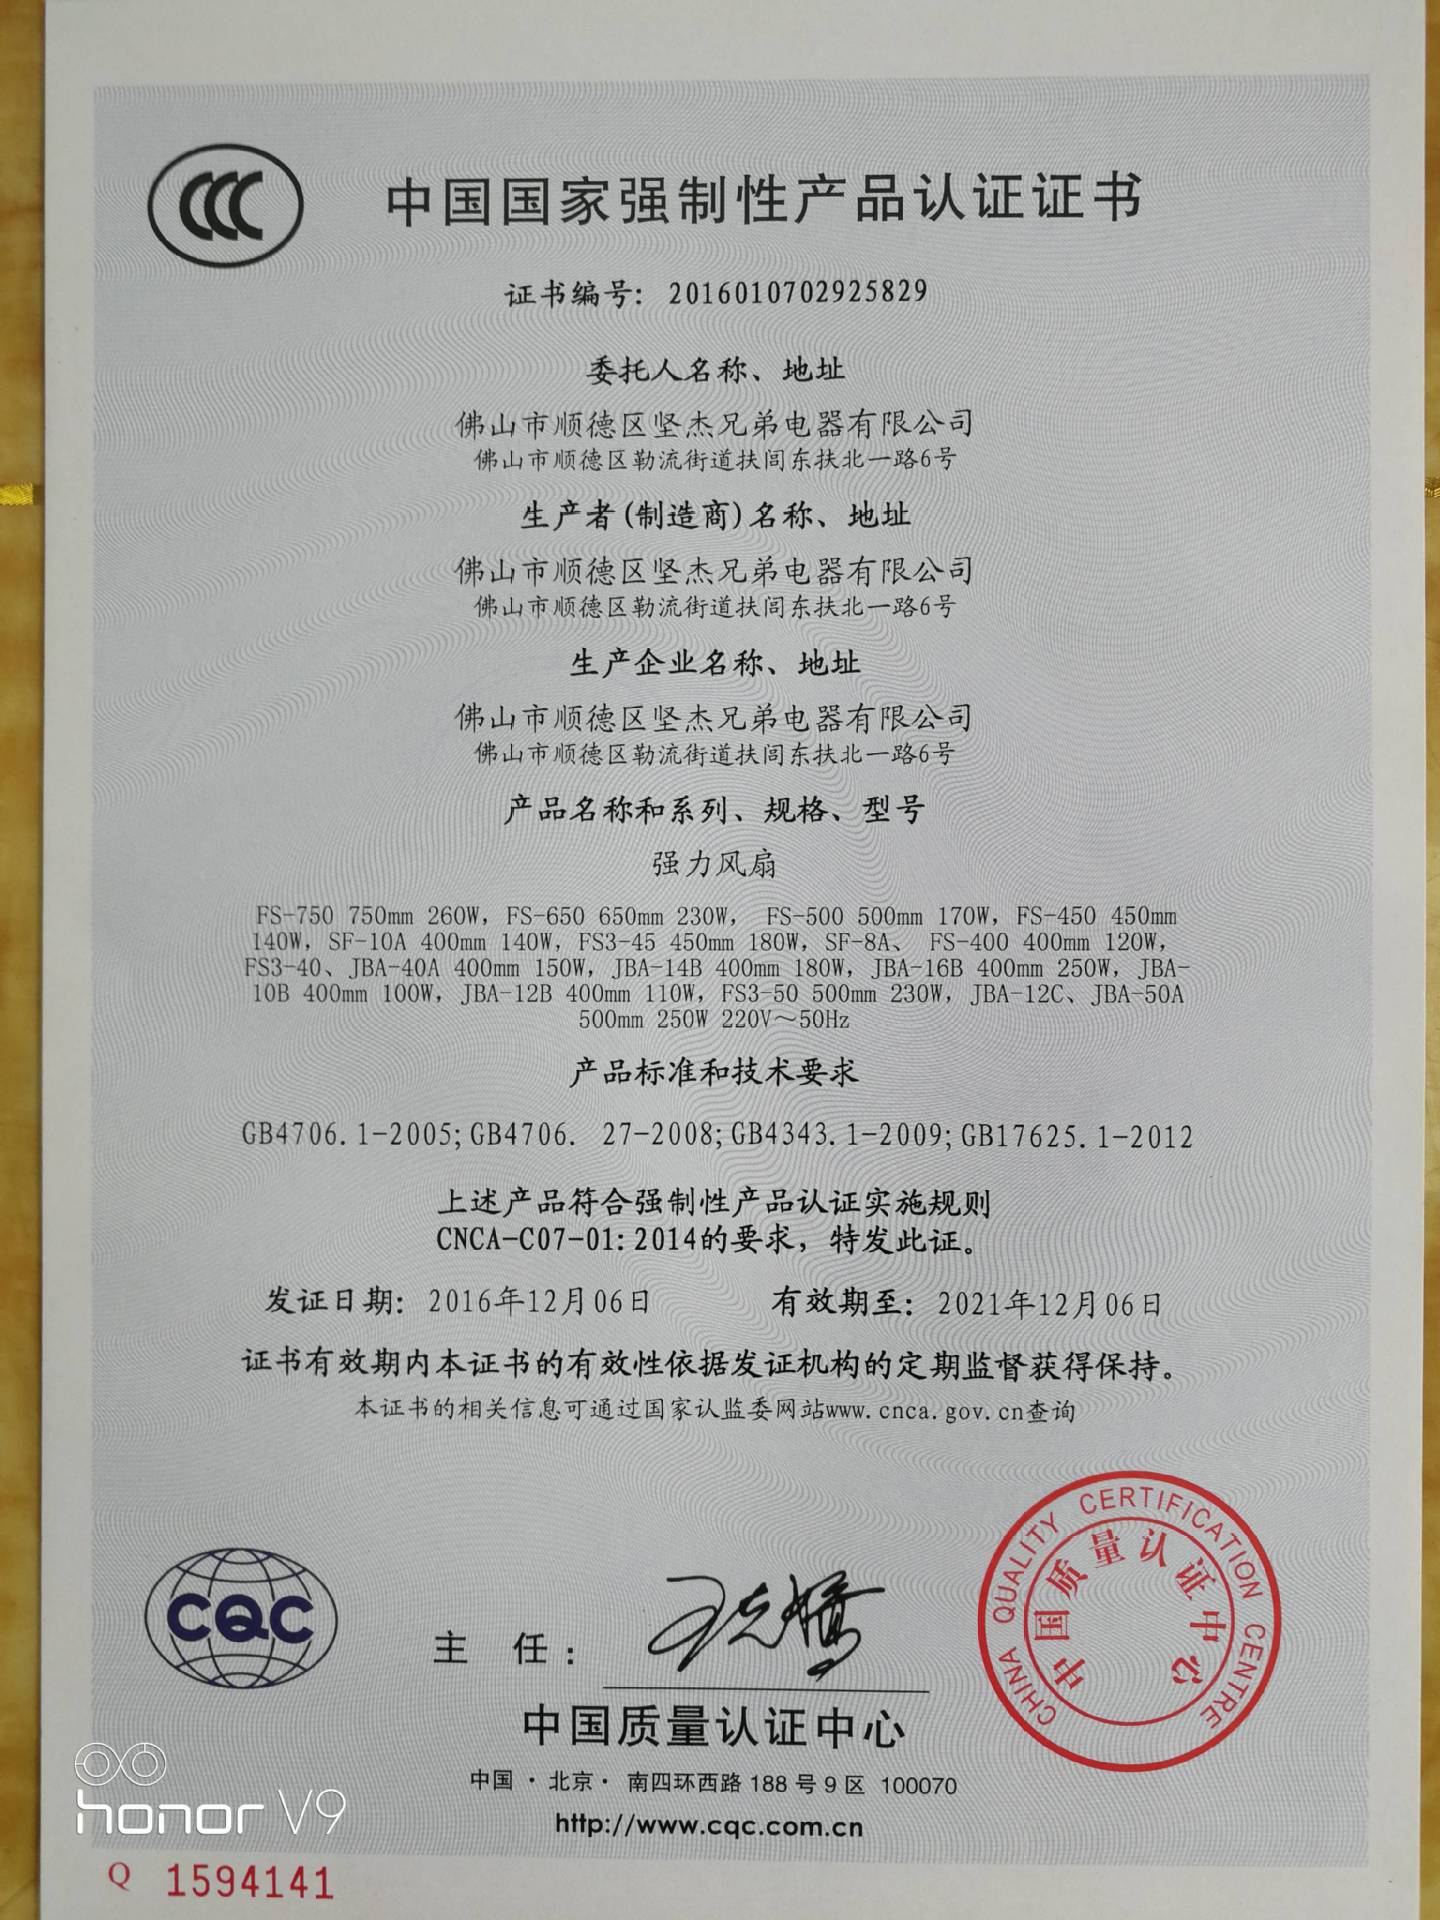 CCC
中国国家强制性产品认证证书
证书编号: 2016010702925829
委托人名称、地址
佛山市顺德区坚杰兄弟电器有限公司
佛山市顺德区勒流街道扶闾东扶北一路6号
生产者(制造商)名称、地址
佛山市顺德区坚杰兄弟电器有限公司
佛山市顺德区勒流街道扶闾东扶北一路6号
生产企业名称、地址
佛山市顺德区坚杰兄弟电器有限公司
佛山市顺德区勒流街道扶闾东扶北一路6号
产品名称和系列、规格、型号
强力风扇
FS-750 750mm 260W, FS-650 650mm 230W, FS-500 500mm 170W, FS-450 450mm
140W, SF-10A 400mm 140W, FS3-45 450mm 180W, SF-8A、 FS-400 400mm 120W,
FS3-40、JBA-40A 400mm 150W, JBA-14B 400mm 180W, JBA-16B 400mm 250W, JBA-
10B 400mm 100W, JBA-12B 400mm 110W, FS3-50 500mm 230W, JBA-12C、JBA-50A
500mm 250W 220V～50Hz
产品标准和技术要求
GB4706.1-2005;GB4706. 27-2008;GB4343.1-2009;GB17625.1-2012
上述产品符合强制性产品认证实施规则
CNCA-C07-01:2014的要求，特发此证。
发证日期: 2016年12月06日 有效期至: 2021年12月06日
证书有效期内本证书的有效性依据发证机构的定期监督获得保持。
本证书的相关信息可通过国家认监委网站www.cnca.gov.cn查询
CHINA QUALITY CERTIFICATION CENTRE
中国质量认证中心
CQC
主 任：
中国质量认证中心
中国·北京· 南四环西路 188 号 9 区 100070
http://www.cqc.com.cn
honor V9
Q 1594141